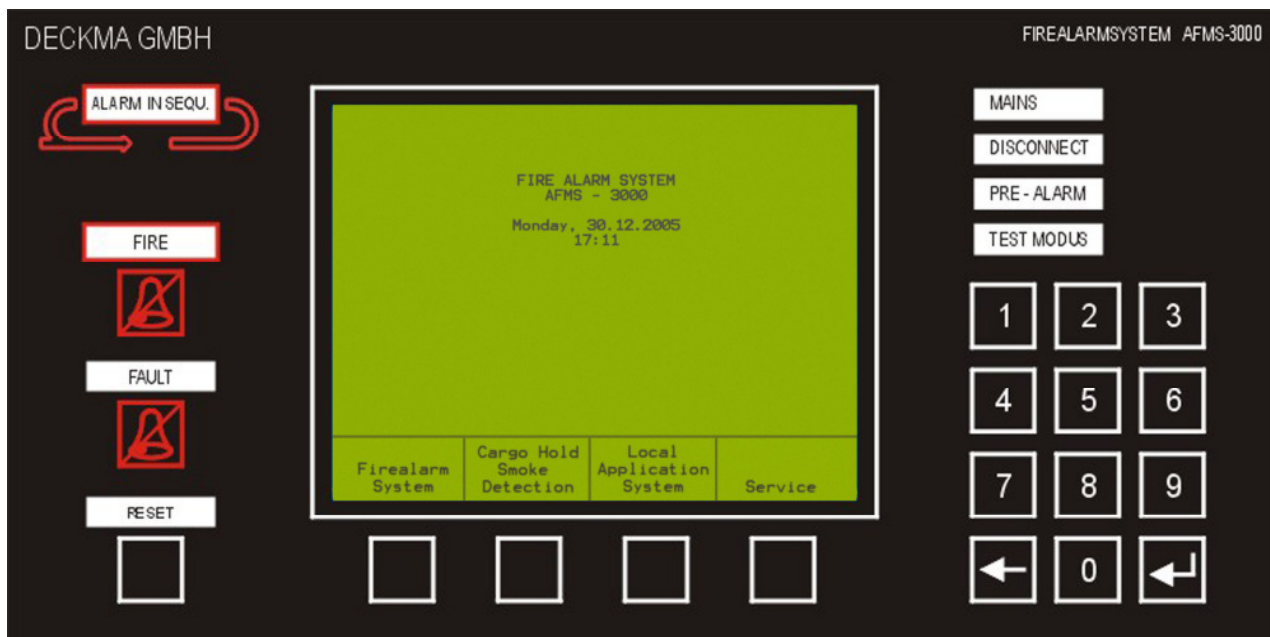 DECKMA GMBH
FIREALARMSYSTEM AFMS-3000
ALARM IN SEQU.
FIRE
FAULT
RESET
FIRE ALARM SYSTEM
AFMS - 3000
Monday, 30.12.2005
17:11
Firealarm
System
Cargo Hold
Smoke
Detection
Local
Application
System
Service
MAINS
DISCONNECT
PRE - ALARM
TEST MODUS
1 2 3
4 5 6
7 8 9
0